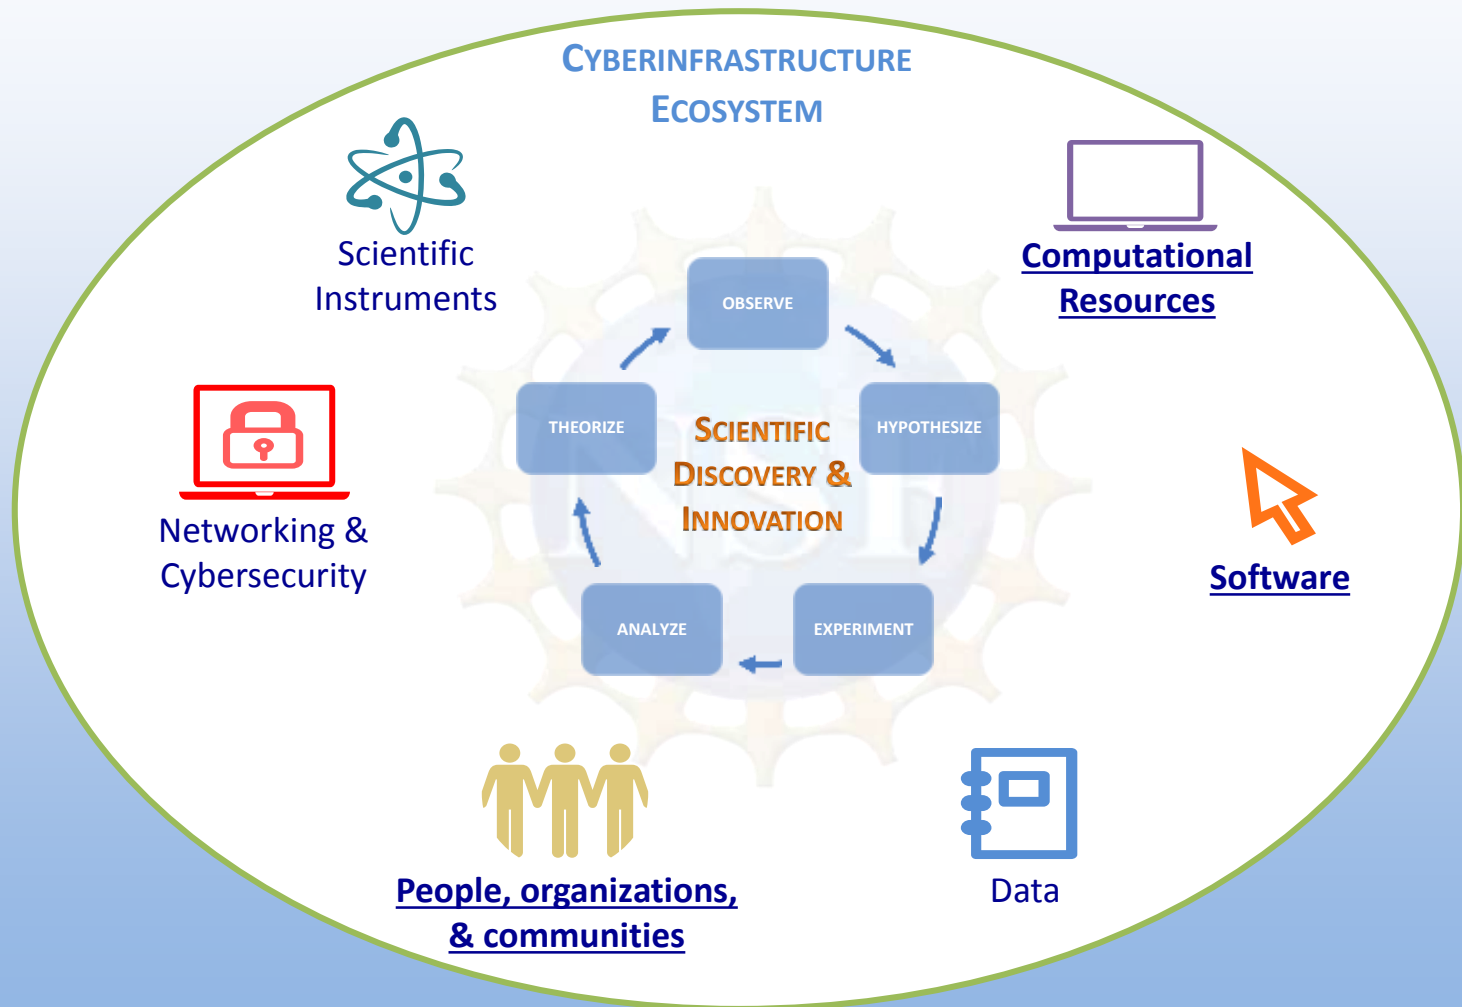 CYBERINFRASTRUCTURE
ECOSYSTEM
Scientific
Instruments
Computational
Resources
OBSERVE
THEORIZE
SCIENTIFIC
DISCOVERY &
INNOVATION
HYPOTHESIZE
NSF
Networking &
Cybersecurity
Software
ANALYZE
EXPERIMENT
People, organizations,
& communities
Data